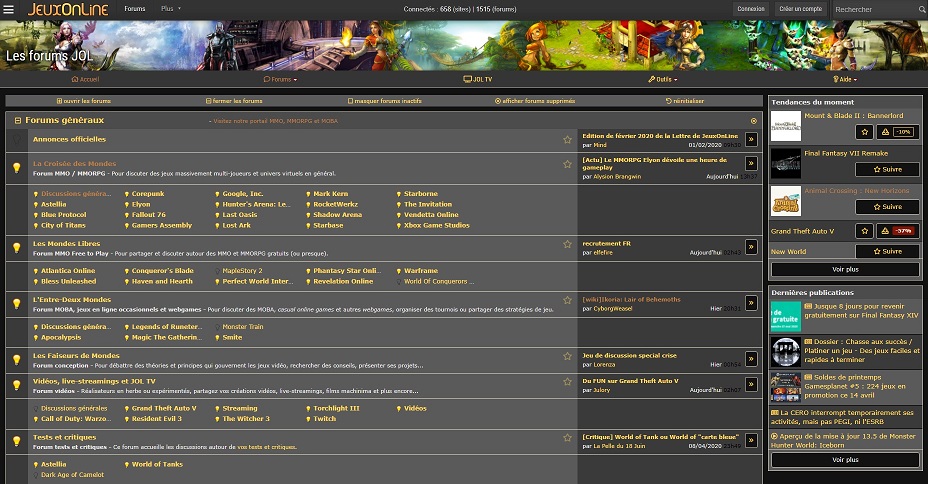 JEUXONLINE
Forums
Plus
Connectés : 656 (sites) | 1515 (forums)
Connexion
Créer un compte
Rechercher
Les forums JOL
Accueil
Forums
JOL TV
Outils
Aide
ouvrir les forums
fermer les forums
masquer forums inactifs
afficher forums supprimés
réinitialiser
Forums généraux
- Visitez notre portail MMO, MMORPG et MOBA
Annonces officielles
Edition de février 2020 de la Lettre de JeuxOnLine
par Mind
01/02/2020
La Croisée des Mondes
Forum MMO / MMORPG - Pour discuter des jeux massivement multi-joueurs et univers virtuels en général.
[Actu] Le MMORPG Elyon dévoile une heure de
gameplay
par Alysion Brangwin
Aujourd'hui
Discussions généra...
Corepunk
Google, Inc.
Mark Kern
Starborne
Astellia
Elyon
Hunter's Arena: Le...
RocketWerkz
The Invitation
Blue Protocol
Fallout 76
Last Oasis
Shadow Arena
Vendetta Online
City of Titans
Gamers Assembly
Lost Ark
Starbase
Xbox Game Studios
Les Mondes Libres
Forum MMO Free to Play - Pour partager et discuter autour des MMO et MMORPG gratuits (ou presque).
recrutement FR
par elfefire
Aujourd'hui
Atlantica Online
Conqueror's Blade
MapleStory 2
Phantasy Star Onli...
Warframe
Bless Unleashed
Haven and Hearth
Perfect World Inter...
Revelation Online
World Of Conquerors ...
L'Entre-Deux Mondes
Forum MOBA, jeux en ligne occasionnels et webgames - Pour discuter des MOBA, casual online games et autres webgames, organiser des tournois ou partager des stratégies de jeu.
[wiki]Ikoria: Lair of Behemoths
par CyborgWeasel
Hier
Discussions généra...
Legends of Runeter...
Monster Train
Apocalypsis
Magic The Gatherin...
Smite
Les Faiseurs de Mondes
Forum conception - Pour débattre des théories et principes qui gouvernent les jeux vidéo, rechercher des conseils, présenter ses projets...
Jeu de discussion special crise
par Lorenza
Hier
Vidéos, live-streamings et JOL TV
Forum vidéo - Réalisateurs en herbe ou expérimentés, partagez vos créations vidéo, live-streamings, films machinima et plus encore...
Du FUN sur Grand Theft Auto V
par Julory
Aujourd'hui
Discussions générales
Grand Theft Auto V
Streaming
Torchlight III
Vidéos
Call of Duty: Warzo...
Resident Evil 3
The Witcher 3
Twitch
Tests et critiques
Forum tests et critiques - Ce forum accueille les discussions autour de vos tests et critiques.
[Critique] World of Tank ou World of "carte bleue"
par La Pelle du 18 Juin
08/04/2020
Astellia
World of Tanks
Dark Age of Camelot
Tendances du moment
Mount & Blade II : Bannerlord
-10%
Final Fantasy VII Remake
Suivre
Animal Crossing : New Horizons
Suivre
Grand Theft Auto V
-57%
New World
Suivre
Voir plus
Dernières publications
Jusque 8 jours pour revenir
gratuitement sur Final Fantasy XIV
Dossier : Chasse aux succès /
Platiner un jeu - Des jeux faciles et
rapides à terminer
Soldes de printemps
Gamesplanet #5 : 224 jeux en
promotion ce 14 avril
La CERO interrompt temporairement ses
activités, mais pas PEGI, ni l'ESRB
Aperçu de la mise à jour 13.5 de Monster
Hunter World: Iceborn
Voir plus